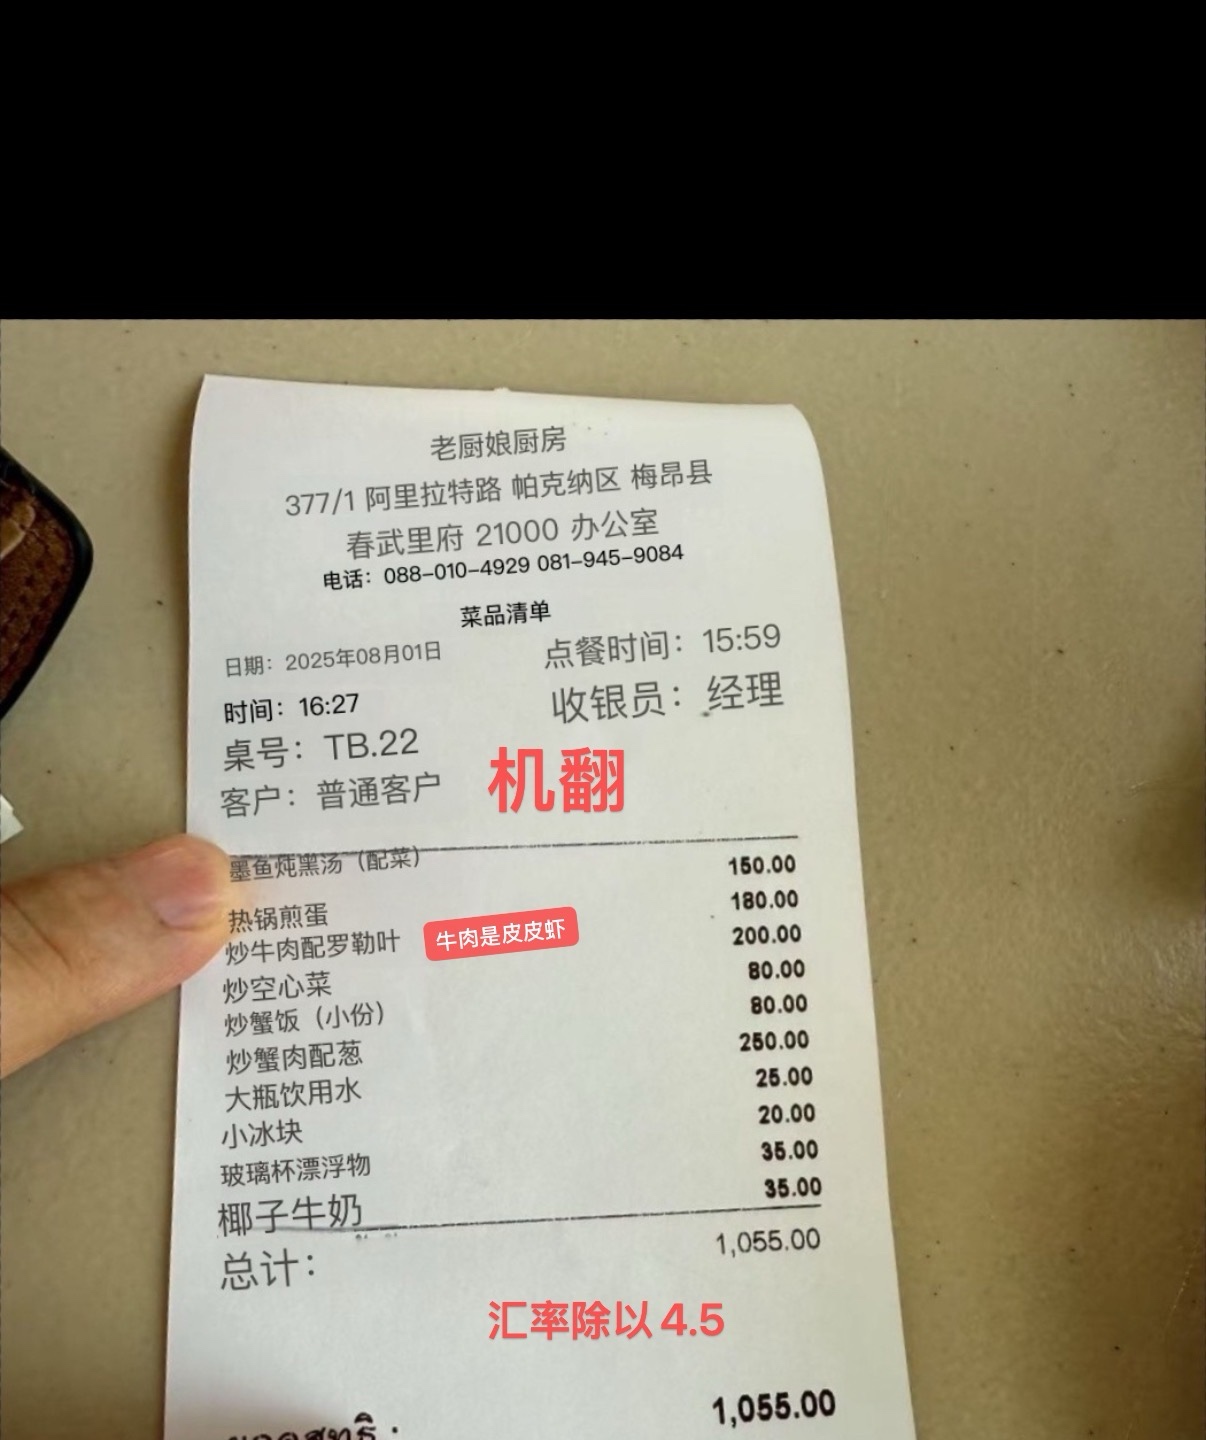 老厨娘厨房
377/1 阿里拉特路 帕克纳区 梅昂县
春武里府 21000 办公室
电话：088-010-4929 081-945-9084
菜品清单
日期：2025年08月01日 点餐时间：15:59
时间：16:27 收银员：经理
桌号：TB.22
客户：普通客户
机翻
墨鱼炖黑汤（配菜） 150.00
热锅煎蛋 180.00
炒牛肉配罗勒叶 牛肉是皮皮虾 200.00
炒空心菜 80.00
炒蟹饭（小份） 80.00
炒蟹肉配葱 250.00
大瓶饮用水 25.00
小冰块 20.00
玻璃杯漂浮物 35.00
椰子牛奶 35.00
总计： 1,055.00
汇率除以 4.5
1,055.00